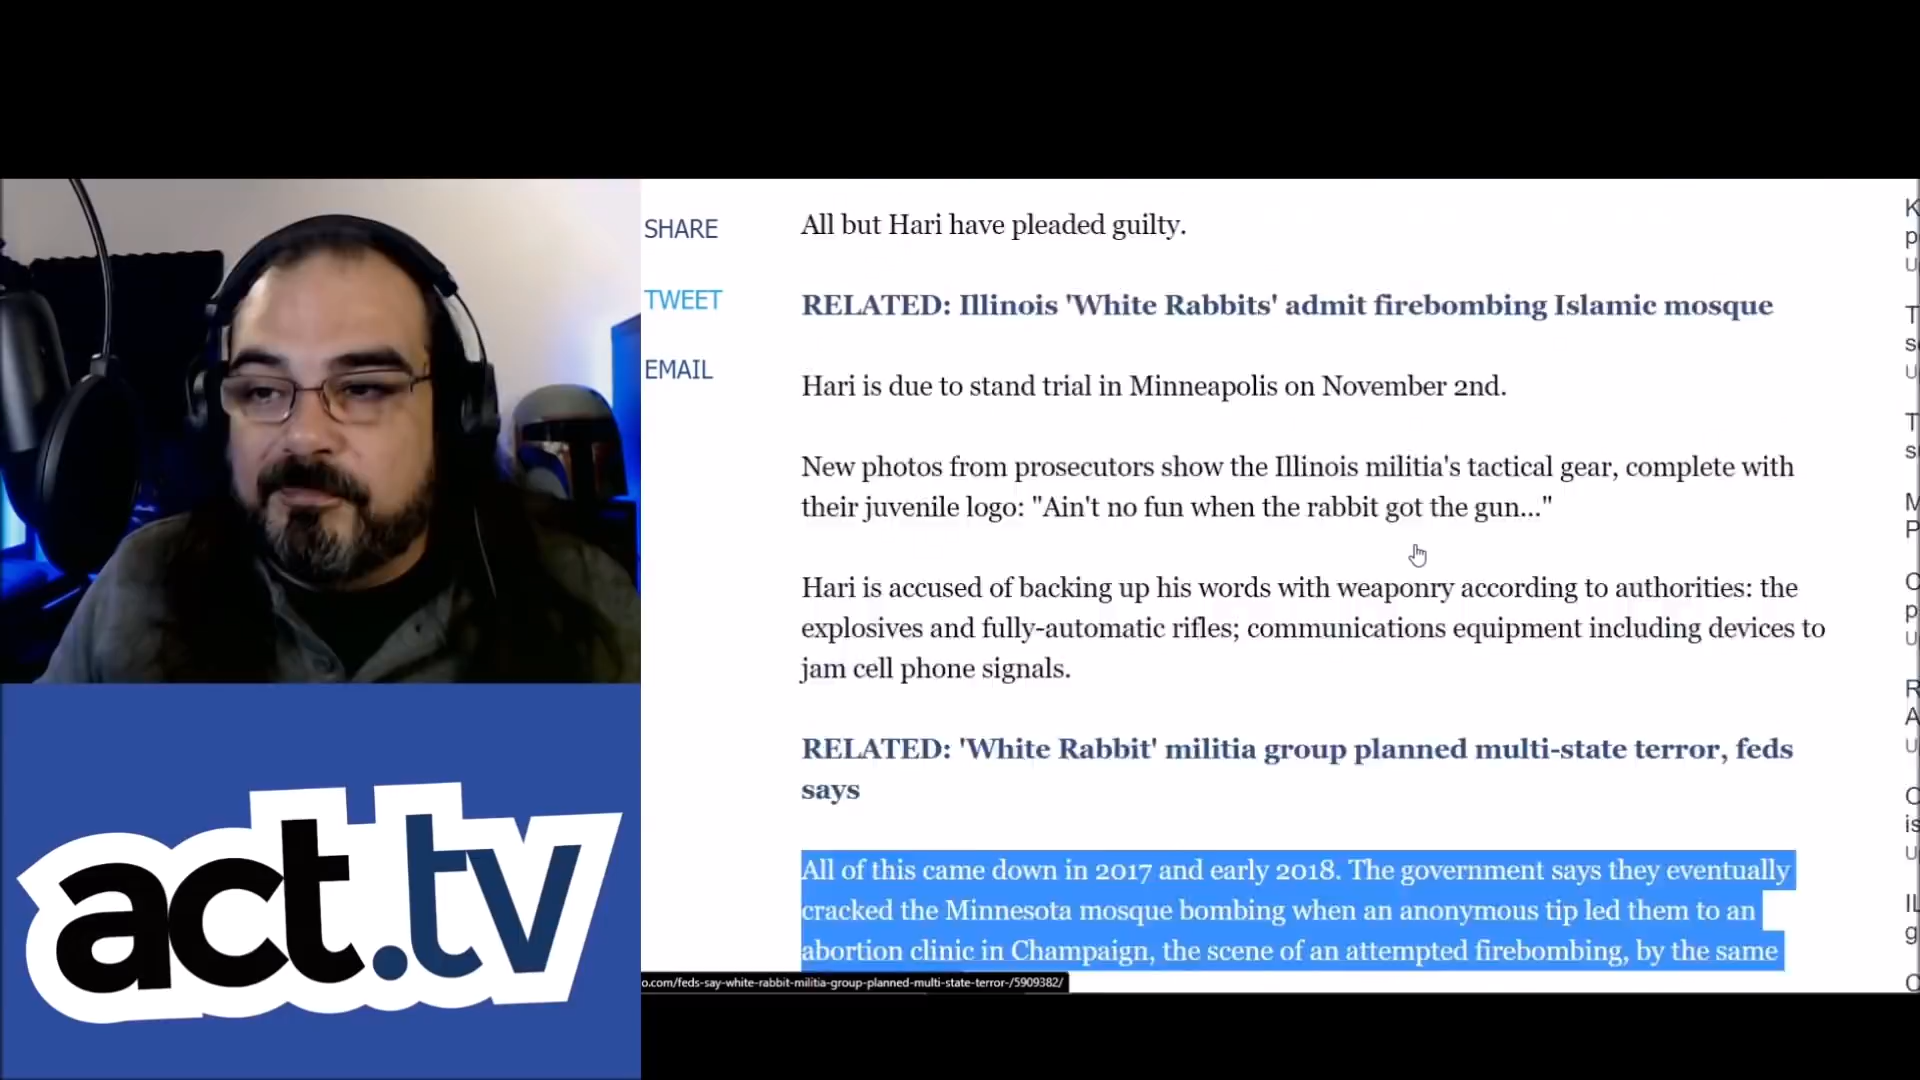 SHARE
TWEET
EMAIL
All but Hari have pleaded guilty.
RELATED: Illinois 'White Rabbits' admit firebombing Islamic mosque
Hari is due to stand trial in Minneapolis on November 2nd.
New photos from prosecutors show the Illinois militia's tactical gear, complete with
their juvenile logo: "Ain't no fun when the rabbit got the gun..."
Hari is accused of backing up his words with weaponry according to authorities: the
explosives and fully-automatic rifles; communications equipment including devices to
jam cell phone signals.
RELATED: 'White Rabbit' militia group planned multi-state terror, feds
says
All of this came down in 2017 and early 2018. The government says they eventually
cracked the Minnesota mosque bombing when an anonymous tip led them to an
abortion clinic in Champaign, the scene of an attempted firebombing, by the same
o.com/feds-say-white-rabbit-militia-group-planned-multi-state-terror-/5909382/
act.tv